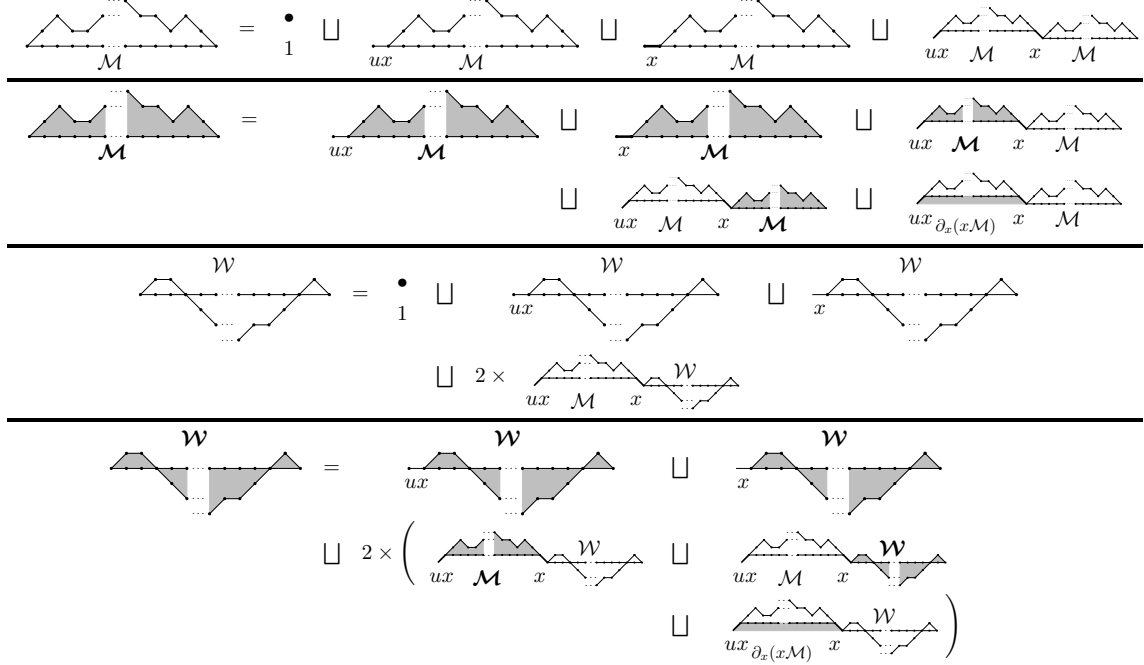 = 1 ⊔ ux ℳ ⊔ x ℳ ⊔ ux ℳ x ℳ
ℳ
𝓜 = ux 𝓜 ⊔ x 𝓜 ⊔ ux 𝓜 x ℳ
⊔ ux ℳ x 𝓜 ⊔ ux ∂ₓ(xℳ) x ℳ
𝒲 𝒲 𝒲
= 1 ⊔ ux ⊔ x
⊔ 2 × ux ℳ x 𝒲
𝓦 𝓦 𝓦
= ux ⊔ x
⊔ 2 × ( ux 𝓜 x 𝒲 ⊔ ux ℳ x 𝓦
⊔ ux ∂ₓ(xℳ) x 𝒲 )